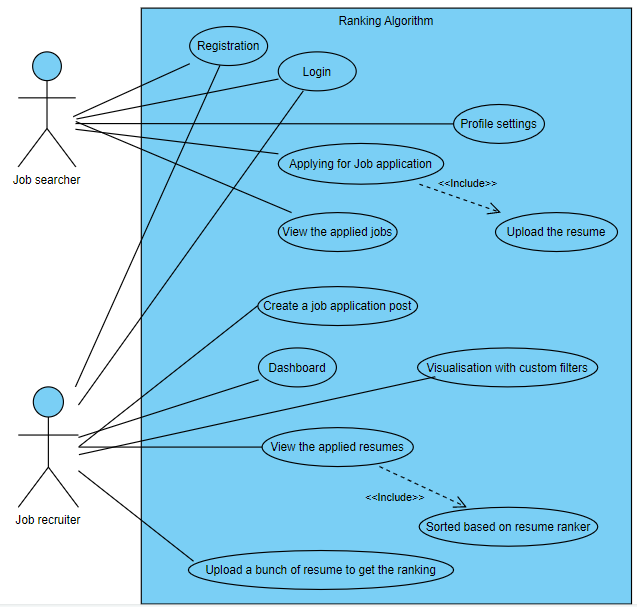 Ranking Algorithm
Registration
Login
Job searcher
Profile settings
Applying for Job application
<<Include>>
Upload the resume
View the applied jobs
Create a job application post
Dashboard
Visualisation with custom filters
View the applied resumes
<<Include>>
Job recruiter
Sorted based on resume ranker
Upload a bunch of resume to get the ranking